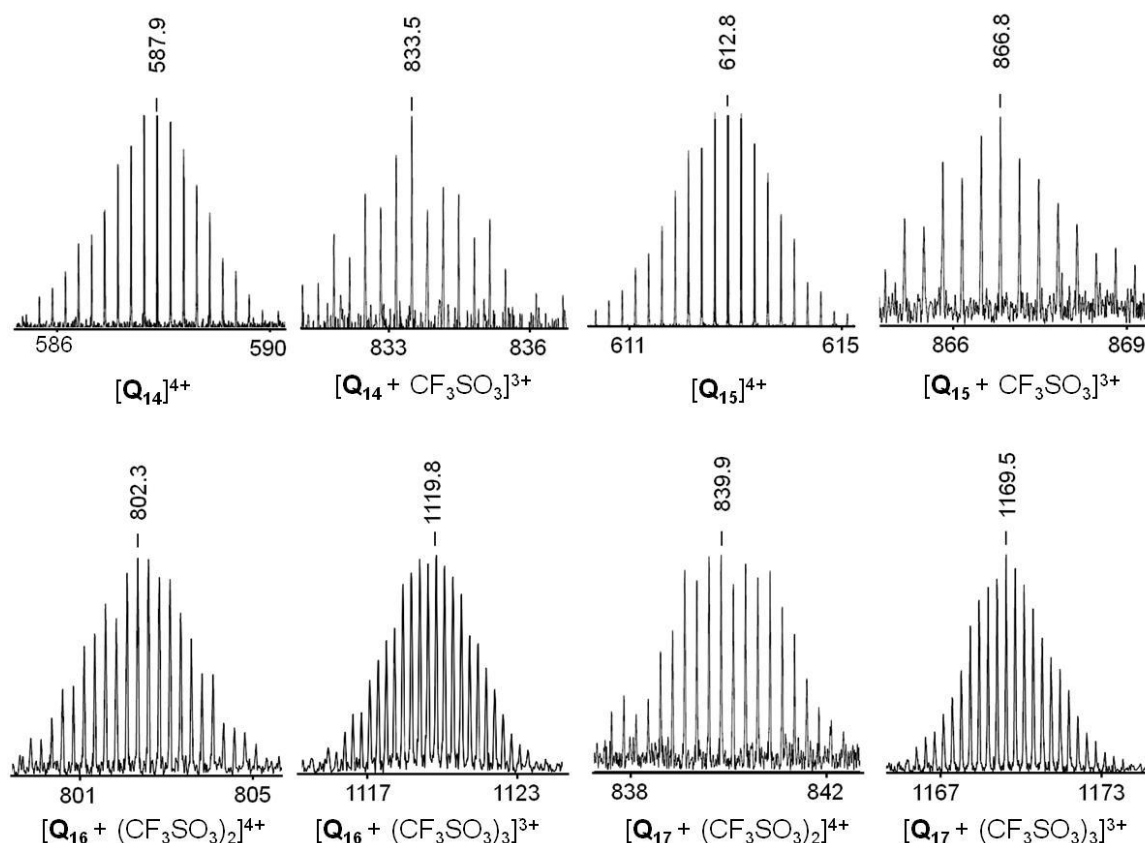 587.9 833.5 612.8 866.8
586 590 833 836 611 615 866 869
[Q₁₄]⁴⁺ [Q₁₄ + CF₃SO₃]³⁺ [Q₁₅]⁴⁺ [Q₁₅ + CF₃SO₃]³⁺
802.3 1119.8 839.9 1169.5
801 805 1117 1123 838 842 1167 1173
[Q₁₆ + (CF₃SO₃)₂]⁴⁺ [Q₁₆ + (CF₃SO₃)₃]³⁺ [Q₁₇ + (CF₃SO₃)₂]⁴⁺ [Q₁₇ + (CF₃SO₃)₃]³⁺